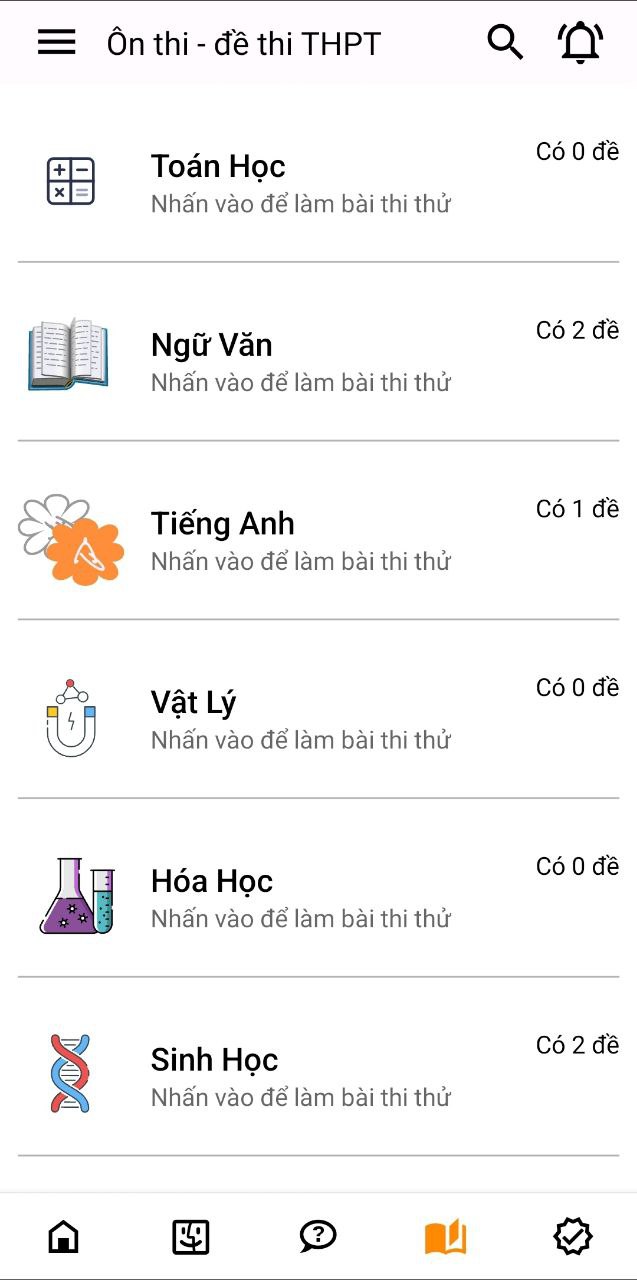 Ôn thi - đề thi THPT
Toán Học
Có 0 đề
Nhấn vào để làm bài thi thử
Ngữ Văn
Có 2 đề
Nhấn vào để làm bài thi thử
Tiếng Anh
Có 1 đề
Nhấn vào để làm bài thi thử
Vật Lý
Có 0 đề
Nhấn vào để làm bài thi thử
Hóa Học
Có 0 đề
Nhấn vào để làm bài thi thử
Sinh Học
Có 2 đề
Nhấn vào để làm bài thi thử